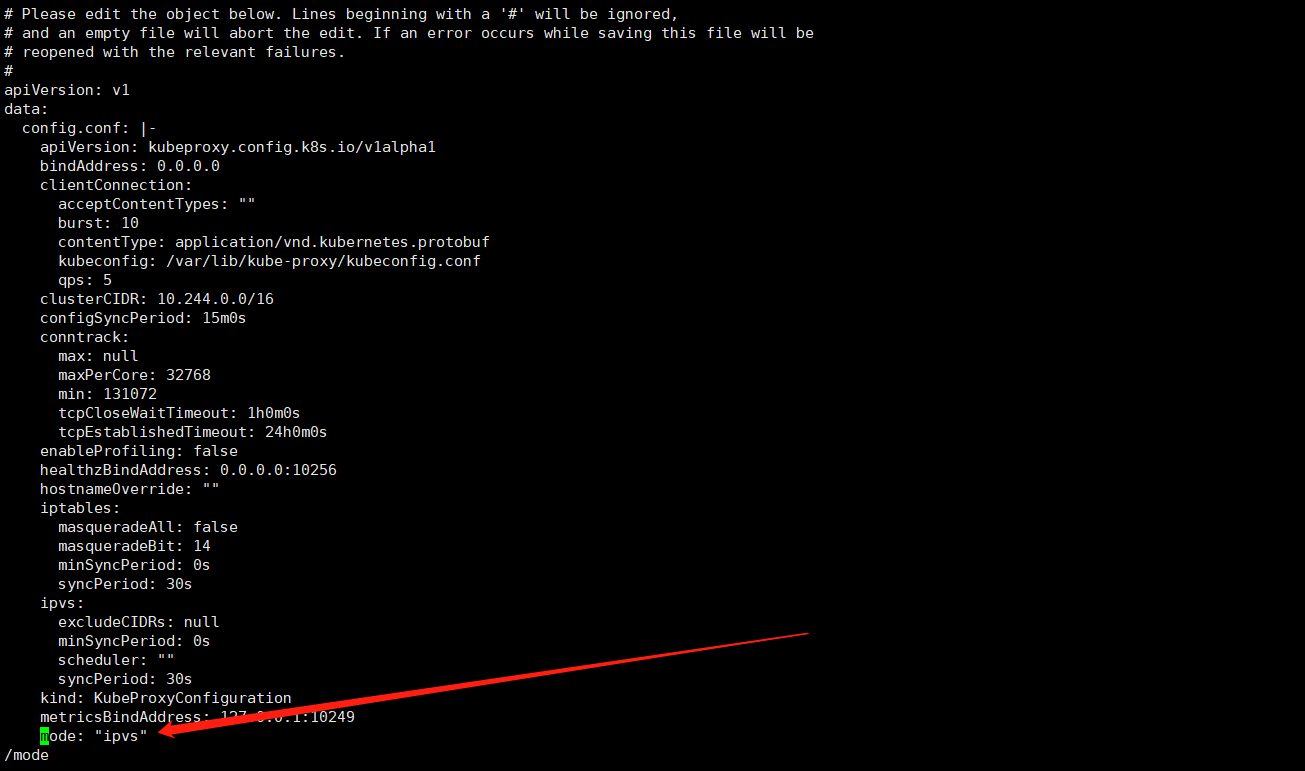 # Please edit the object below. Lines beginning with a '#' will be ignored,
# and an empty file will abort the edit. If an error occurs while saving this file will be
# reopened with the relevant failures.
#
apiVersion: v1
data:
  config.conf: |-
    apiVersion: kubeproxy.config.k8s.io/v1alpha1
    bindAddress: 0.0.0.0
    clientConnection:
      acceptContentTypes: ""
      burst: 10
      contentType: application/vnd.kubernetes.protobuf
      kubeconfig: /var/lib/kube-proxy/kubeconfig.conf
      qps: 5
    clusterCIDR: 10.244.0.0/16
    configSyncPeriod: 15m0s
    conntrack:
      max: null
      maxPerCore: 32768
      min: 131072
      tcpCloseWaitTimeout: 1h0m0s
      tcpEstablishedTimeout: 24h0m0s
    enableProfiling: false
    healthzBindAddress: 0.0.0.0:10256
    hostnameOverride: ""
    iptables:
      masqueradeAll: false
      masqueradeBit: 14
      minSyncPeriod: 0s
      syncPeriod: 30s
    ipvs:
      excludeCIDRs: null
      minSyncPeriod: 0s
      scheduler: ""
      syncPeriod: 30s
    kind: KubeProxyConfiguration
    metricsBindAddress: 127.0.0.1:10249
    mode: "ipvs"
/mode